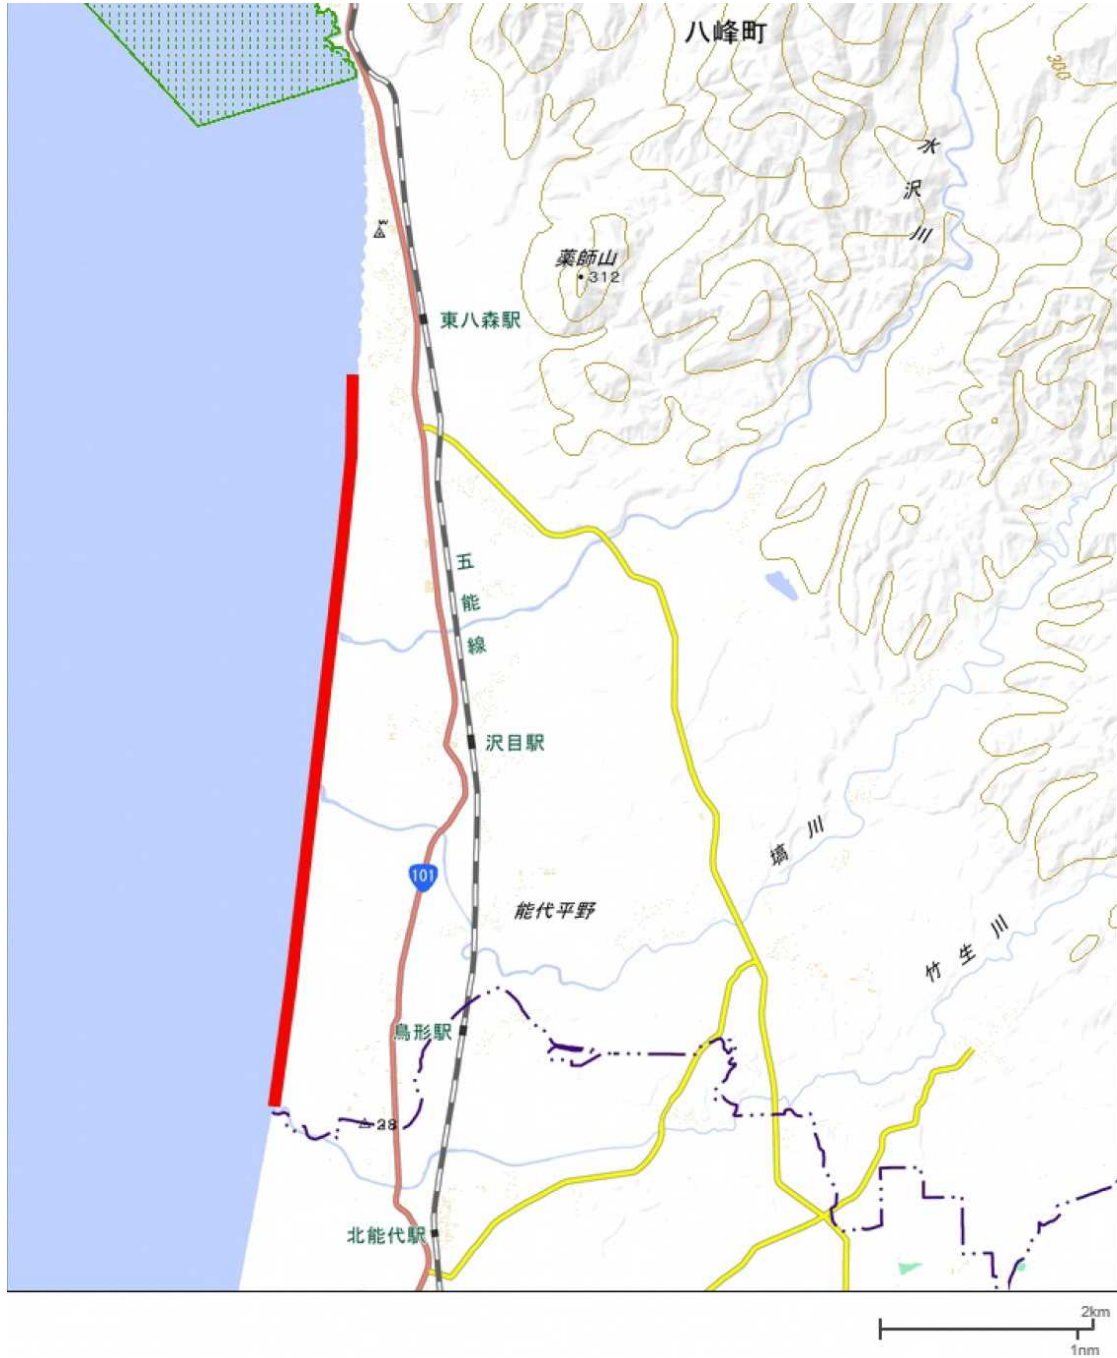 八峰町
300
水沢川
薬師山
312
東八森駅
五能線
沢目駅
塙川
101
能代平野
竹生川
鳥形駅
28
北能代駅
2km
1nm